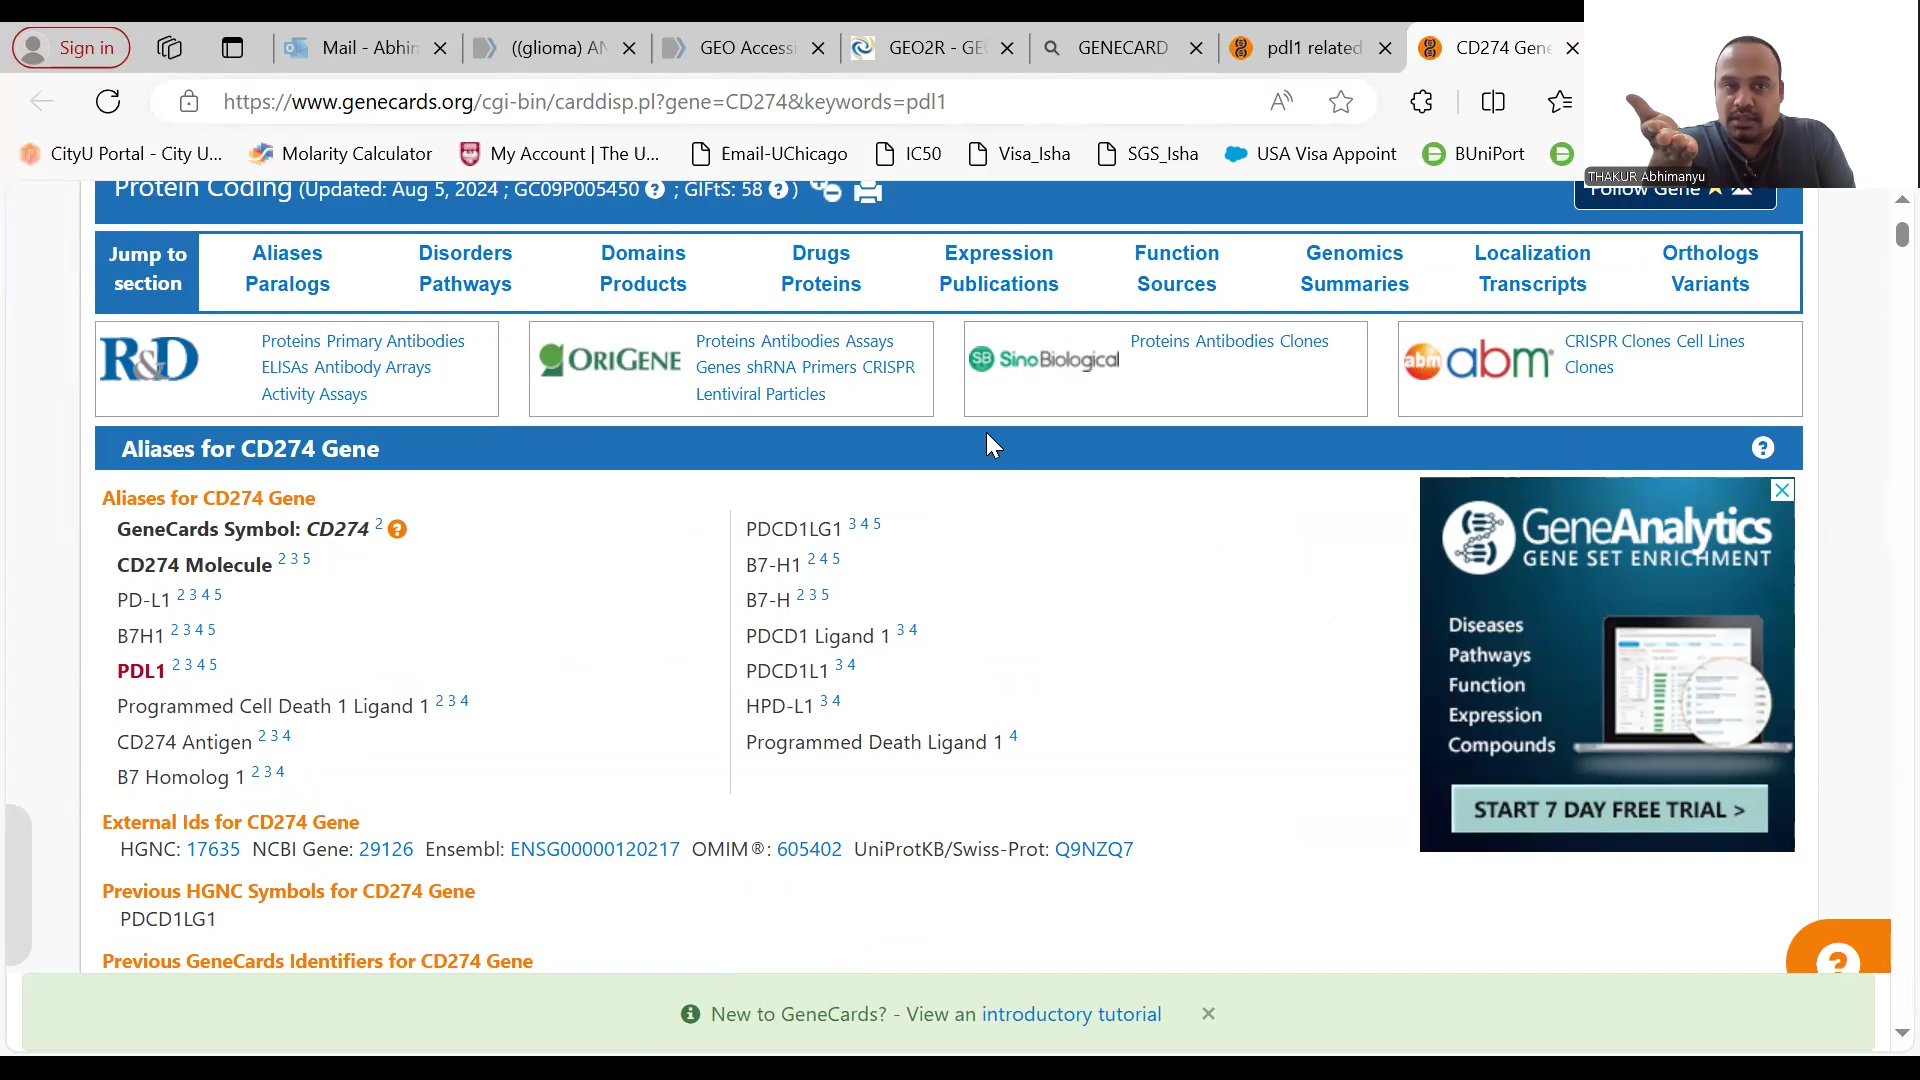 Sign in
Mail - Abhin
((glioma) AN
GEO Accessi
GEO2R - GE
GENECARD
pdl1 related
CD274 Gene
https://www.genecards.org/cgi-bin/carddisp.pl?gene=CD274&keywords=pdl1
CityU Portal - City U...
Molarity Calculator
My Account | The U...
Email-UChicago
IC50
Visa_Isha
SGS_Isha
USA Visa Appoint
BUniPort
THAKUR Abhimanyu
Protein Coding (Updated: Aug 5, 2024 ; GC09P005450 ? ; GIFtS: 58 ? )
Follow Gene
Jump to section
Aliases Disorders Domains Drugs Expression Function Genomics Localization Orthologs
Paralogs Pathways Products Proteins Publications Sources Summaries Transcripts Variants
R&D
Proteins Primary Antibodies
ELISAs Antibody Arrays
Activity Assays
ORIGENE
Proteins Antibodies Assays
Genes shRNA Primers CRISPR
Lentiviral Particles
SB SinoBiological
Proteins Antibodies Clones
abm abm
CRISPR Clones Cell Lines
Clones
Aliases for CD274 Gene ?
Aliases for CD274 Gene
GeneCards Symbol: CD274 2 ?
CD274 Molecule 2 3 5
PD-L1 2 3 4 5
B7H1 2 3 4 5
PDL1 2 3 4 5
Programmed Cell Death 1 Ligand 1 2 3 4
CD274 Antigen 2 3 4
B7 Homolog 1 2 3 4
PDCD1LG1 3 4 5
B7-H1 2 4 5
B7-H 2 3 5
PDCD1 Ligand 1 3 4
PDCD1L1 3 4
HPD-L1 3 4
Programmed Death Ligand 1 4
GeneAnalytics
GENE SET ENRICHMENT
Diseases
Pathways
Function
Expression
Compounds
START 7 DAY FREE TRIAL >
External Ids for CD274 Gene
HGNC: 17635 NCBI Gene: 29126 Ensembl: ENSG00000120217 OMIM®: 605402 UniProtKB/Swiss-Prot: Q9NZQ7
Previous HGNC Symbols for CD274 Gene
PDCD1LG1
Previous GeneCards Identifiers for CD274 Gene
?
New to GeneCards? - View an introductory tutorial ×